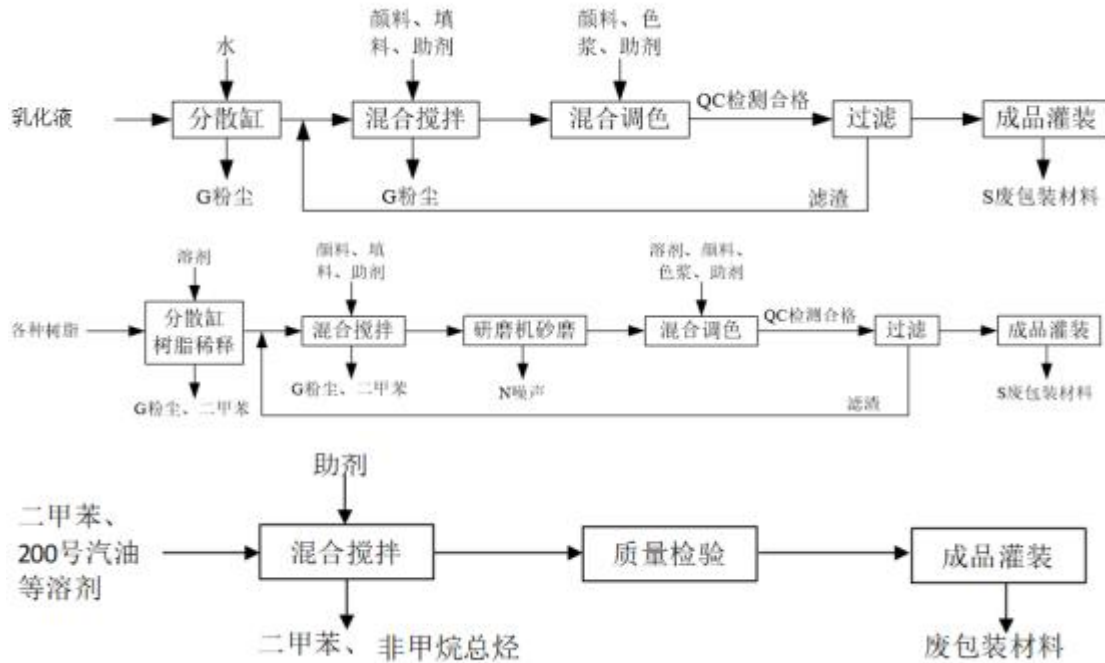 颜料、填
料、助剂
颜料、色
浆、助剂
水
QC检测合格
乳化液
分散缸
混合搅拌
混合调色
过滤
成品灌装
G粉尘
G粉尘
滤渣
S废包装材料
溶剂
颜料、填
料、助剂
溶剂、颜料、
色浆、助剂
各种树脂
分散缸
树脂稀释
混合搅拌
研磨机砂磨
混合调色
QC检测合格
过滤
成品灌装
G粉尘、二甲苯
G粉尘、二甲苯
N噪声
滤渣
S废包装材料
助剂
二甲苯、
200号汽油
等溶剂
混合搅拌
质量检验
成品灌装
二甲苯、非甲烷总烃
废包装材料